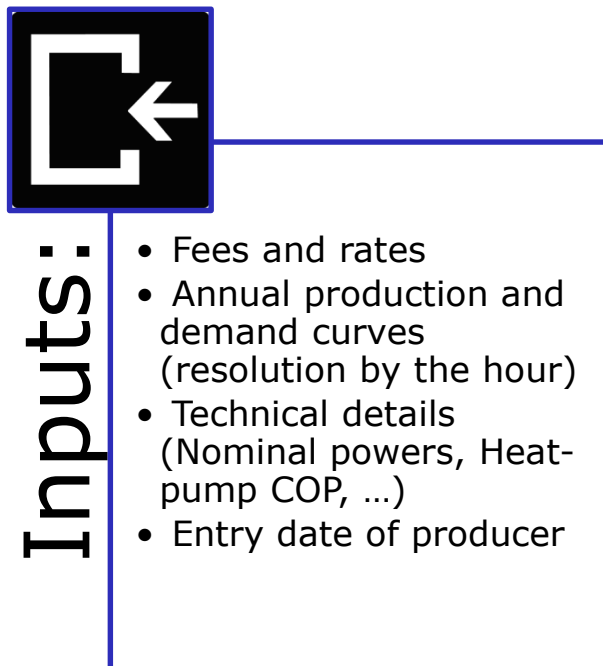 Inputs:
• Fees and rates
• Annual production and
demand curves
(resolution by the hour)
• Technical details
(Nominal powers, Heat-
pump COP, …)
• Entry date of producer